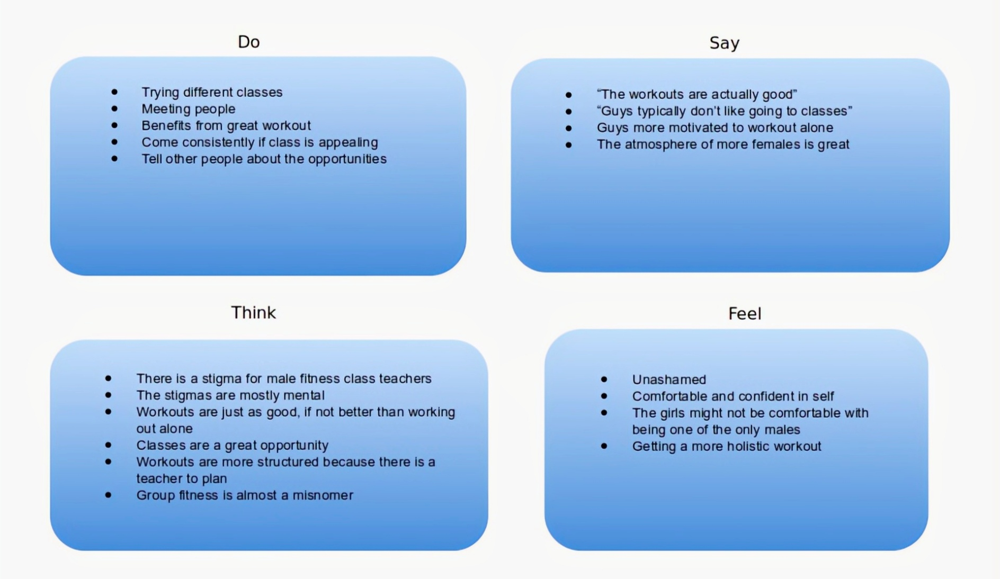 Do
• Trying different classes
• Meeting people
• Benefits from great workout
• Come consistently if class is appealing
• Tell other people about the opportunities
Say
• “The workouts are actually good”
• “Guys typically don't like going to classes”
• Guys more motivated to workout alone
• The atmosphere of more females is great
Think
• There is a stigma for male fitness class teachers
• The stigmas are mostly mental
• Workouts are just as good, if not better than working
out alone
• Classes are a great opportunity
• Workouts are more structured because there is a
teacher to plan
• Group fitness is almost a misnomer
Feel
• Unashamed
• Comfortable and confident in self
• The girls might not be comfortable with
being one of the only males
• Getting a more holistic workout